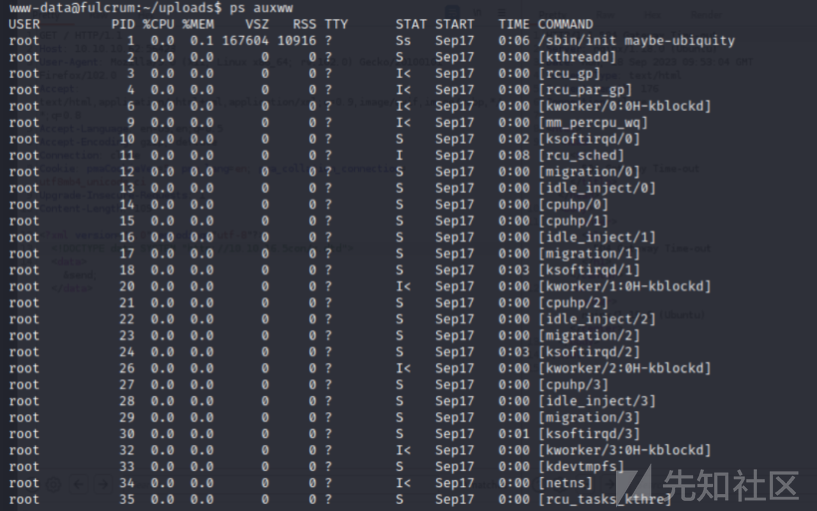 www-data@fulcrum:~/uploads$ ps auxww
USER PID %CPU %MEM VSZ RSS TTY STAT START TIME COMMAND
root 1 0.0 0.1 167604 10916 ? Ss Sep17 0:06 /sbin/init maybe-ubiquity
root 2 0.0 0.0 0 0 ? S Sep17 0:00 [kthreadd]
root 3 0.0 0.0 0 0 ? I< Sep17 0:00 [rcu_gp]
root 4 0.0 0.0 0 0 ? I< Sep17 0:00 [rcu_par_gp]
root 6 0.0 0.0 0 0 ? I< Sep17 0:00 [kworker/0:0H-kblockd]
root 9 0.0 0.0 0 0 ? I< Sep17 0:00 [mm_percpu_wq]
root 10 0.0 0.0 0 0 ? S Sep17 0:02 [ksoftirqd/0]
root 11 0.0 0.0 0 0 ? I Sep17 0:08 [rcu_sched]
root 12 0.0 0.0 0 0 ? S Sep17 0:00 [migration/0]
root 13 0.0 0.0 0 0 ? S Sep17 0:00 [idle_inject/0]
root 14 0.0 0.0 0 0 ? S Sep17 0:00 [cpuhp/0]
root 15 0.0 0.0 0 0 ? S Sep17 0:00 [cpuhp/1]
root 16 0.0 0.0 0 0 ? S Sep17 0:00 [idle_inject/1]
root 17 0.0 0.0 0 0 ? S Sep17 0:00 [migration/1]
root 18 0.0 0.0 0 0 ? S Sep17 0:03 [ksoftirqd/1]
root 20 0.0 0.0 0 0 ? I< Sep17 0:00 [kworker/1:0H-kblockd]
root 21 0.0 0.0 0 0 ? S Sep17 0:00 [cpuhp/2]
root 22 0.0 0.0 0 0 ? S Sep17 0:00 [idle_inject/2]
root 23 0.0 0.0 0 0 ? S Sep17 0:00 [migration/2]
root 24 0.0 0.0 0 0 ? S Sep17 0:03 [ksoftirqd/2]
root 26 0.0 0.0 0 0 ? I< Sep17 0:00 [kworker/2:0H-kblockd]
root 27 0.0 0.0 0 0 ? S Sep17 0:00 [cpuhp/3]
root 28 0.0 0.0 0 0 ? S Sep17 0:00 [idle_inject/3]
root 29 0.0 0.0 0 0 ? S Sep17 0:00 [migration/3]
root 30 0.0 0.0 0 0 ? S Sep17 0:01 [ksoftirqd/3]
root 32 0.0 0.0 0 0 ? I< Sep17 0:00 [kworker/3:0H-kblockd]
root 33 0.0 0.0 0 0 ? S Sep17 0:00 [kdevtmpfs]
root 34 0.0 0.0 0 0 ? I< Sep17 0:00 [netns]
root 35 0.0 0.0 0 0 ? S Sep17 0:00 [rcu_tasks_kthre]
先知社区